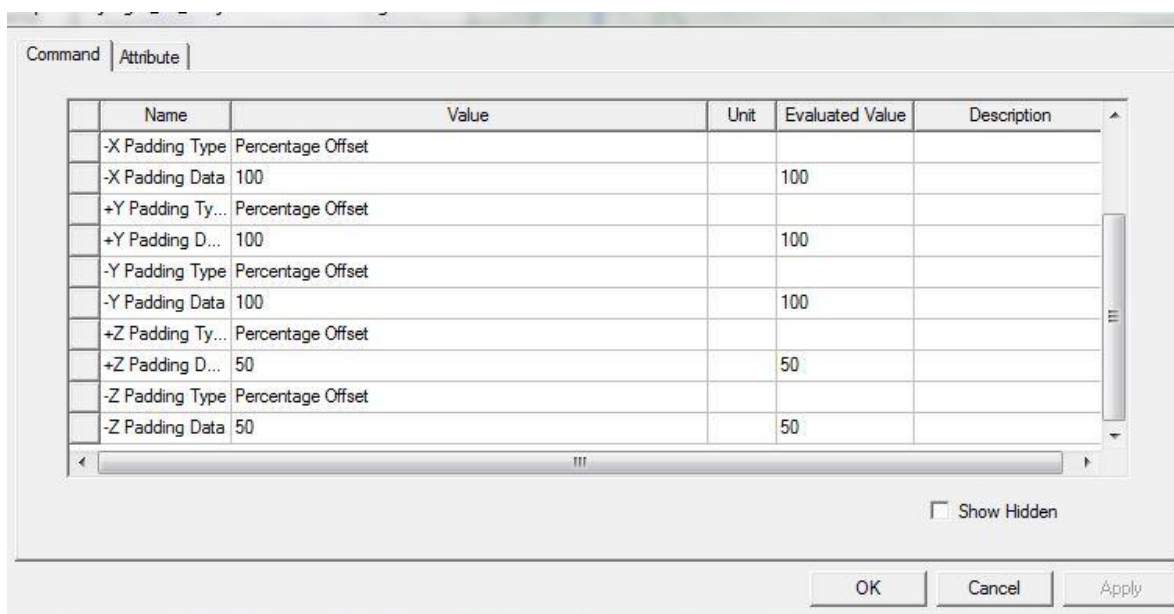 Command Attribute
Name Value Unit Evaluated Value Description
-X Padding Type Percentage Offset
-X Padding Data 100 100
+Y Padding Ty... Percentage Offset
+Y Padding D... 100 100
-Y Padding Type Percentage Offset
-Y Padding Data 100 100
+Z Padding Ty... Percentage Offset
+Z Padding D... 50 50
-Z Padding Type Percentage Offset
-Z Padding Data 50 50
Show Hidden
OK Cancel Apply